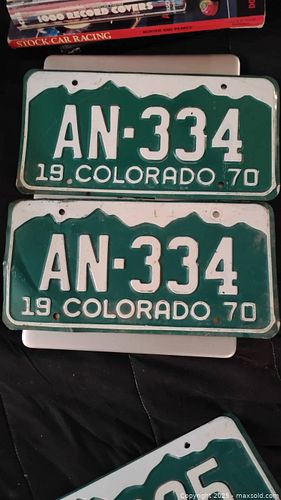 1000 RECORD COVERS
STOCK CAR RACING
AN·334
19 COLORADO 70
AN·334
19 COLORADO 70
Copyright © 2025 - maxsold.com